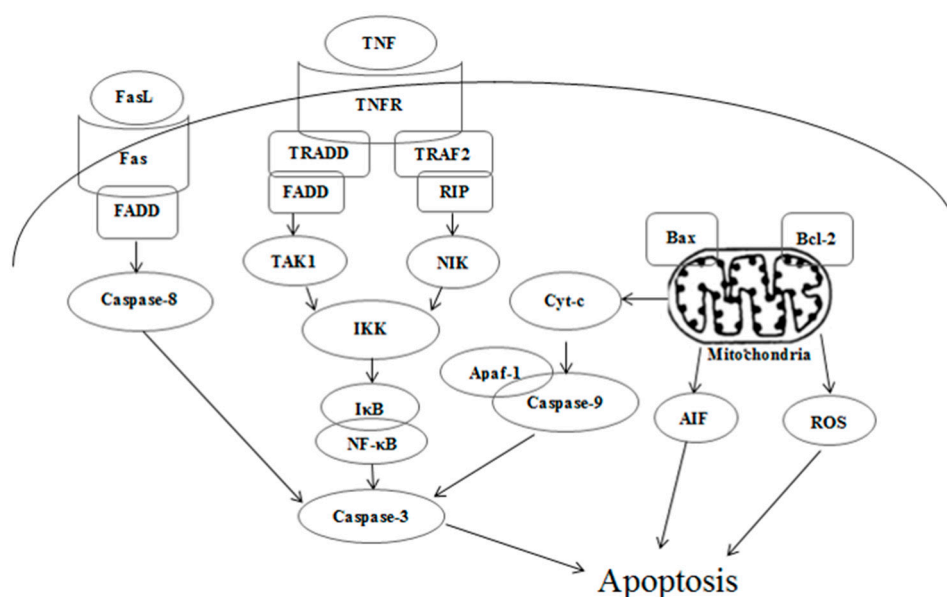 TNF
FasL
TNFR
Fas
TRADD
TRAF2
FADD
FADD
RIP
Bax
Bcl-2
TAK1
NIK
Caspase-8
Cyt-c
IKK
Mitochondria
Apaf-1
Caspase-9
IκB
AIF
ROS
NF-κB
Caspase-3
Apoptosis